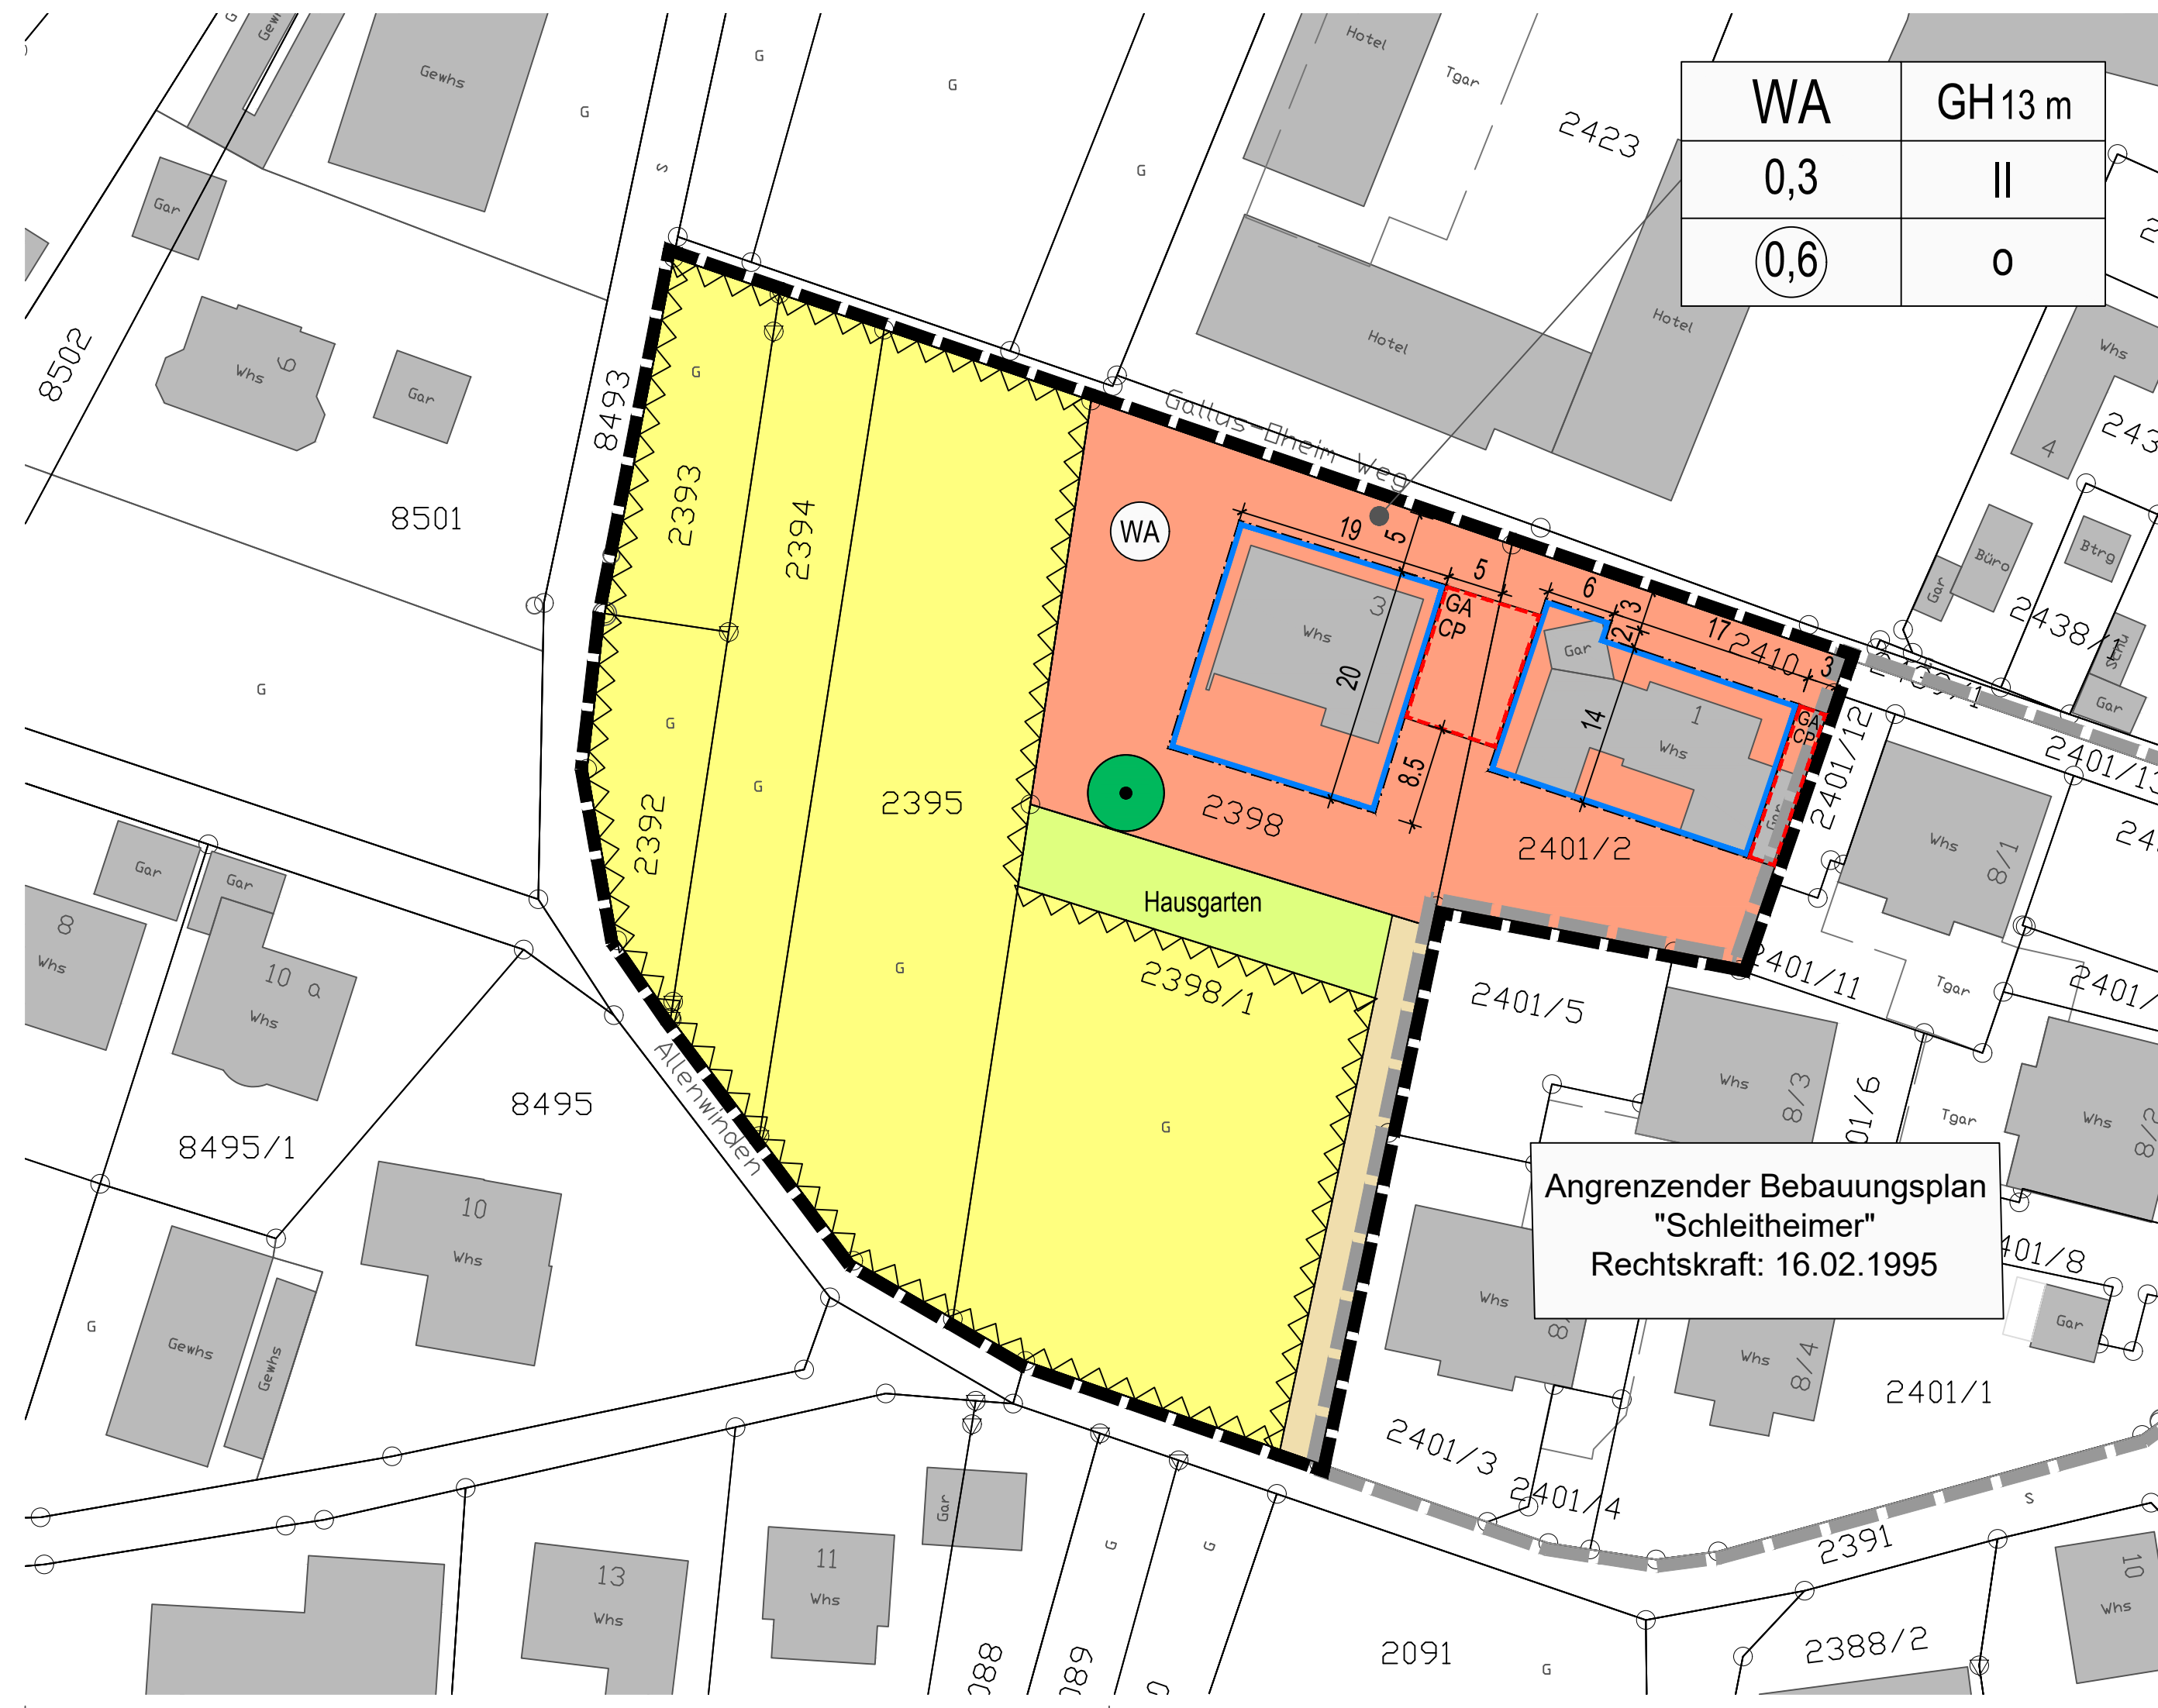 G
Gewhs
G
G
S
G
G
Hotel
Tgar
2423
WA
GH 13 m
0,3
II
0,6
o
Gar
8502
Whs
6
Gar
8493
8501
G
Hotel
Hotel
Whs
4
Gallus-
Weg
2393
2394
G
WA
19
5
5
6
3
2
17
2410
3
GA
CP
3
Whs
20
8.5
Gar
14
1
Whs
GA
CP
Büro
Gar
Btrg
2438/1
Gar
2401/12
2401/13
G
G
G
2392
2395
2398
2401/2
Hausgarten
2398/1
G
G
Whs
8/1
2401/11
Tgar
2401/5
Gar
Gar
8
Whs
10 a
Whs
8495/1
8495
Allenwinden
10
Whs
Gewhs
Gewhs
G
Whs
8/3
Tgar
Whs
Angrenzender Bebauungsplan
"Schleitheimer"
Rechtskraft: 16.02.1995
Whs
Whs
8/4
Gar
2401/1
2401/3
2401/4
S
2391
Gar
13
Whs
11
Whs
G
G
2091
G
2388/2
10
Whs